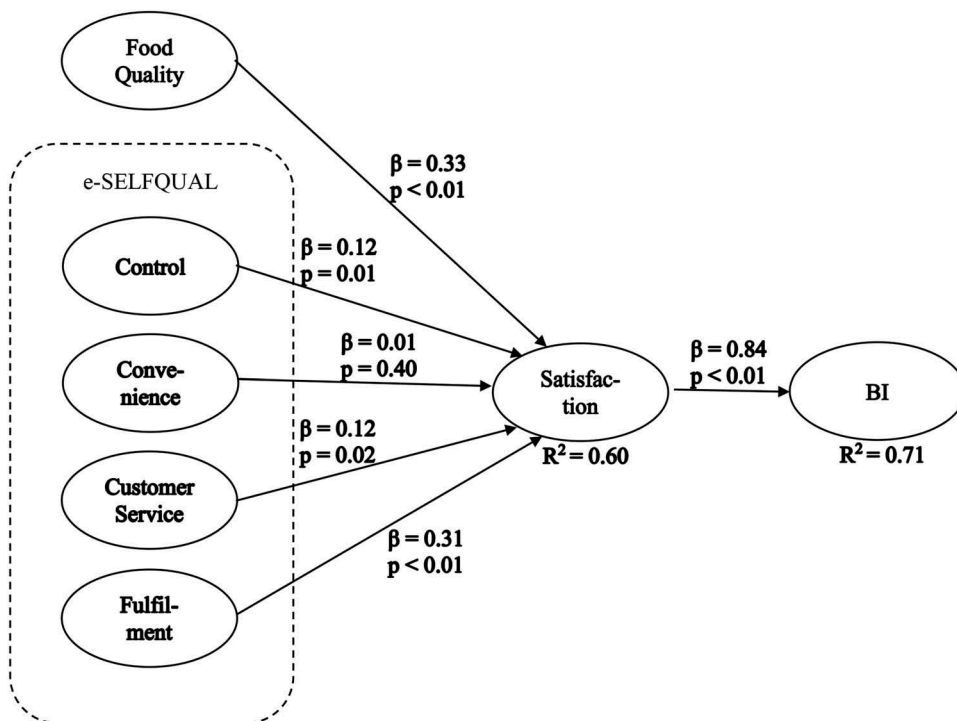 Food
Quality
β = 0.33
p < 0.01
e-SELFQUAL
Control
β = 0.12
p = 0.01
Conve-
nience
β = 0.01
p = 0.40
Customer
Service
β = 0.12
p = 0.02
Fulfil-
ment
β = 0.31
p < 0.01
Satisfac-
tion
R² = 0.60
β = 0.84
p < 0.01
BI
R² = 0.71